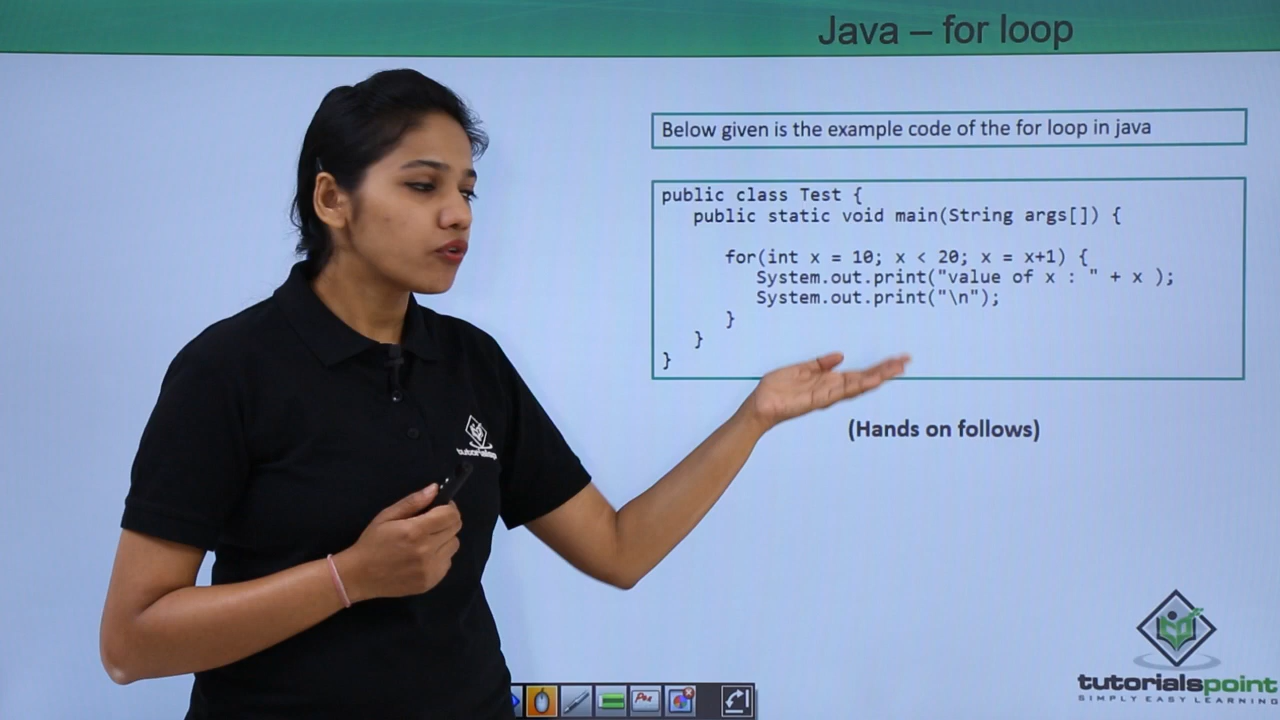 Java – for loop
Below given is the example code of the for loop in java
public class Test {
   public static void main(String args[]) {
      for(int x = 10; x < 20; x = x+1) {
         System.out.print("value of x : " + x );
         System.out.print("\n");
      }
   }
}
(Hands on follows)
tutorialspoint
tutorialspoint
SIMPLY EASY LEARNING